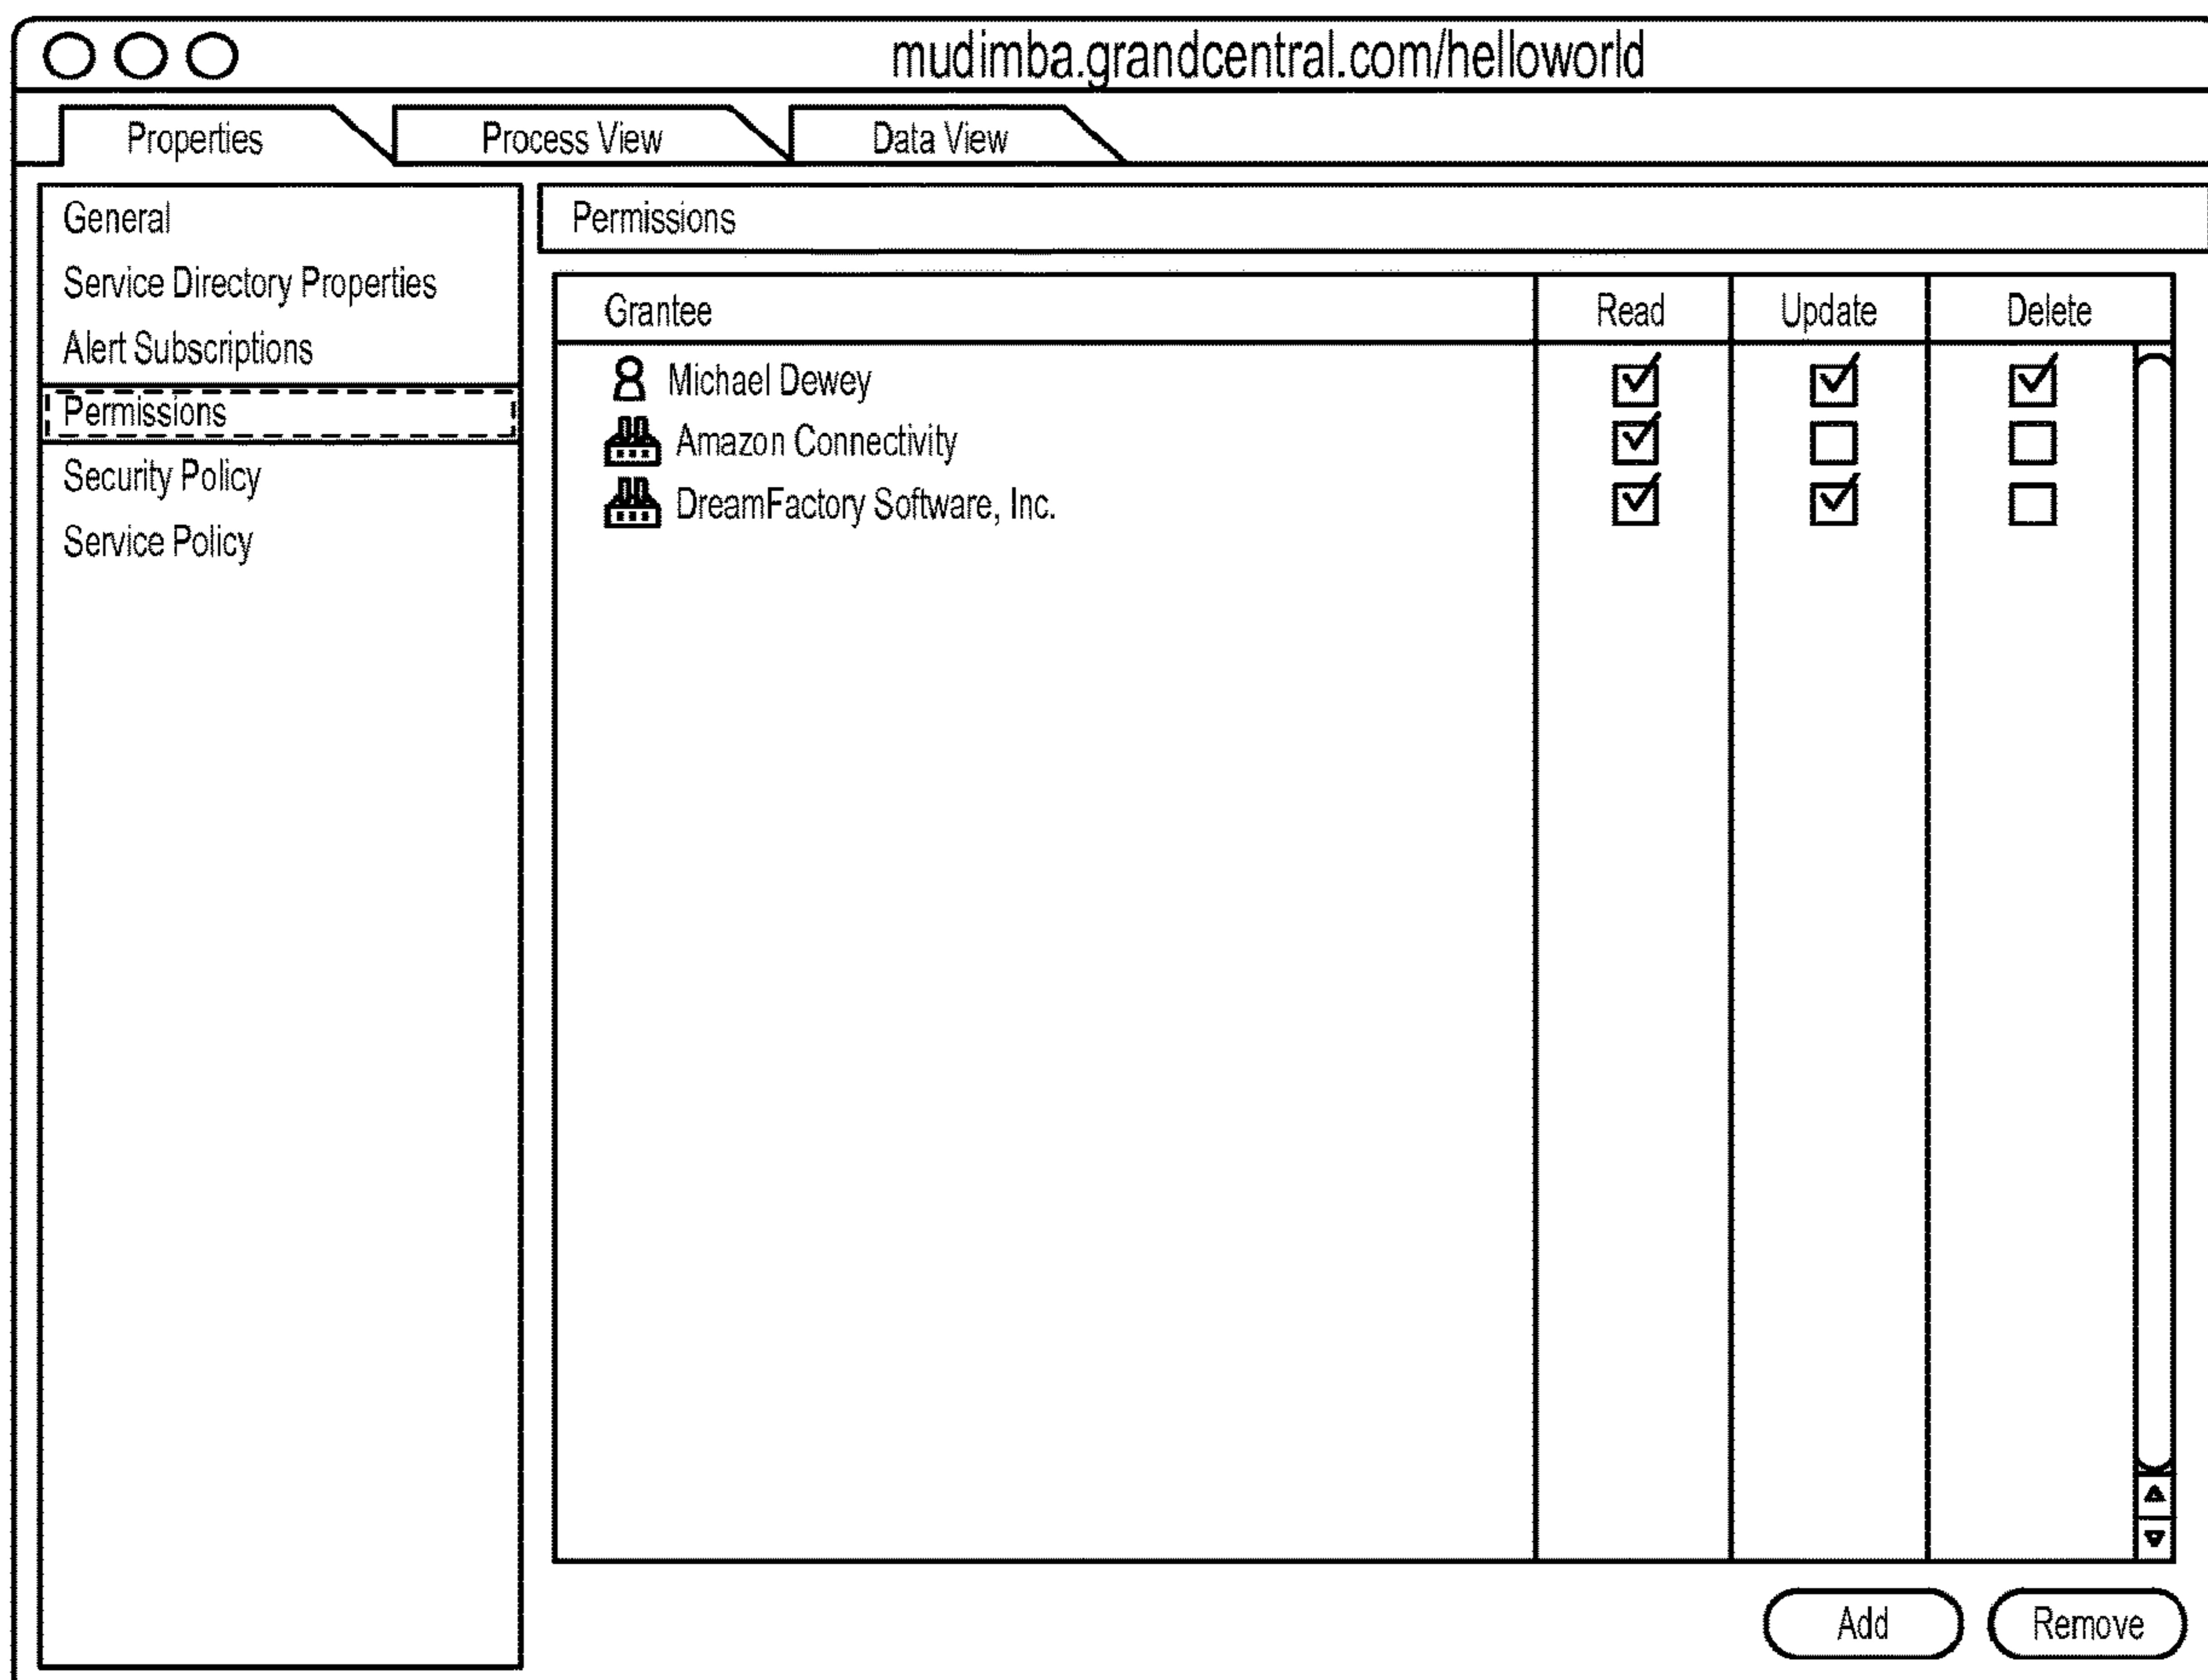 mudimba.grandcentral.com/helloworld
Properties
Process View
Data View
General
Service Directory Properties
Alert Subscriptions
Permissions
Security Policy
Service Policy
Permissions
Grantee Read Update Delete
Michael Dewey
Amazon Connectivity
DreamFactory Software, Inc.
Add
Remove